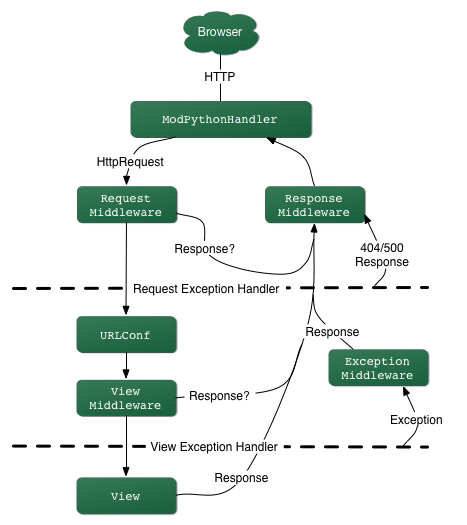 Browser
HTTP
ModPythonHandler
HttpRequest
Request
Middleware
Response
Middleware
Response?
404/500
Response
Request Exception Handler
URLConf
Response
Exception
Middleware
View
Middleware
Response?
Exception
View Exception Handler
Response
View